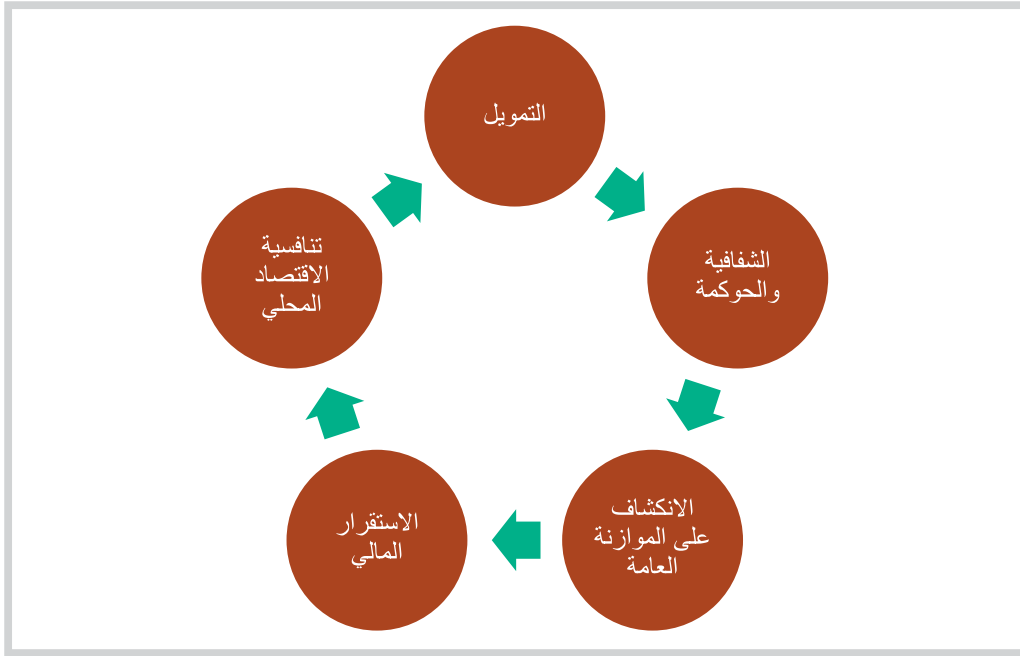 التمويل
الشفافية
والحوكمة
الانكشاف
على الموازنة
العامة
الاستقرار
المالي
تنافسية
الاقتصاد
المحلي